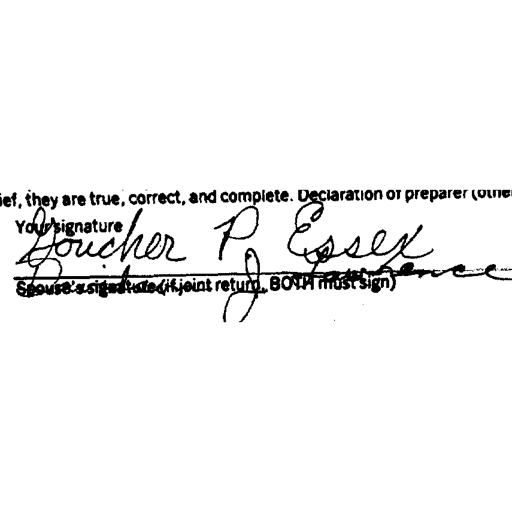 ief, they are true, correct, and complete. Declaration of preparer (other
Your signature
Goucher P Essex
J Lawrence
Spouse's signature (if joint return, BOTH must sign)